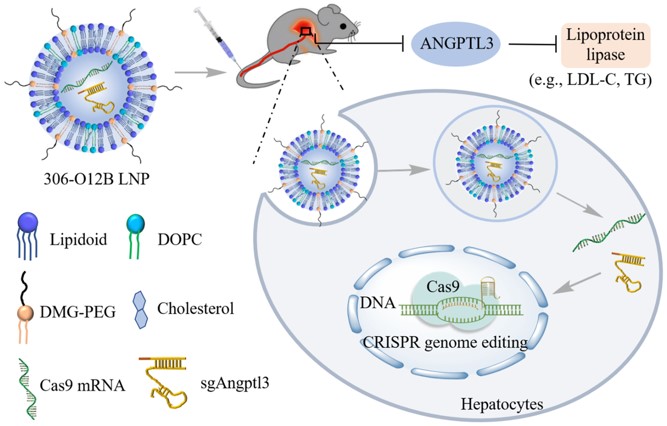 ANGPTL3
Lipoprotein
lipase
(e.g., LDL-C, TG)
306-O12B LNP
Lipidoid
DOPC
DMG-PEG
Cholesterol
Cas9 mRNA
sgAngptl3
Cas9
DNA
CRISPR genome editing
Hepatocytes